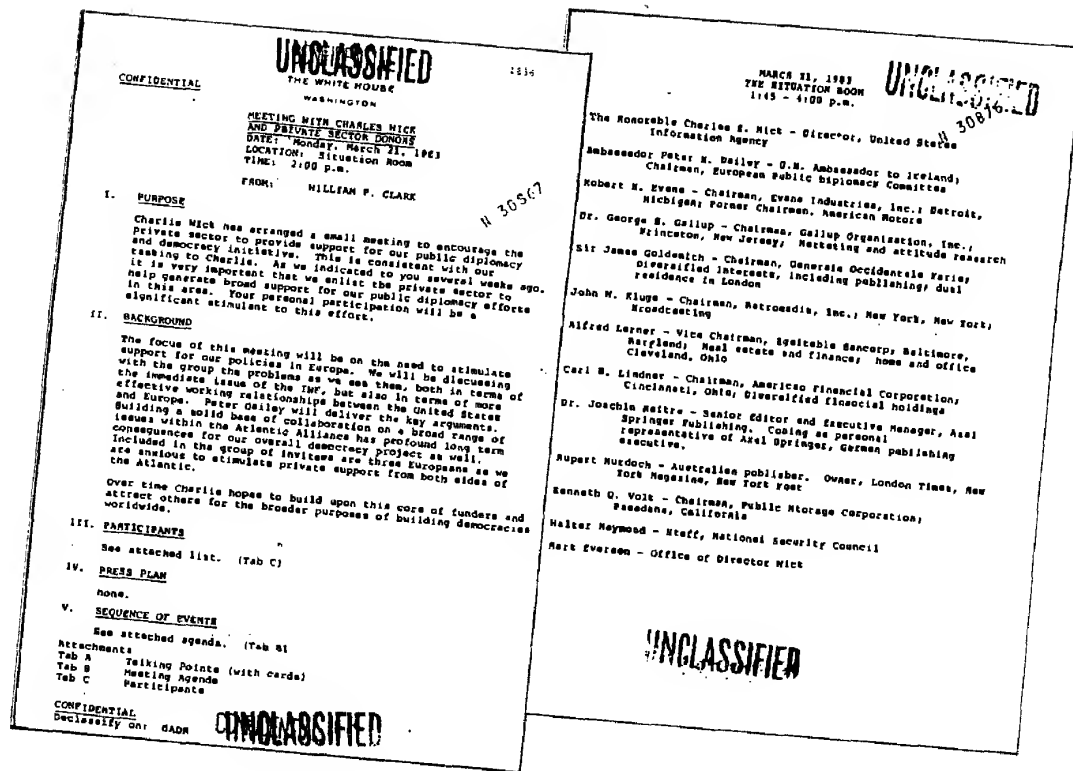 UNCLASSIFIED
CONFIDENTIAL
1836
THE WHITE HOUSE
WASHINGTON
MEETING WITH CHARLES WICK
AND PRIVATE SECTOR DONORS
DATE: Monday, March 21, 1983
LOCATION: Situation Room
TIME: 2:00 p.m.
FROM: WILLIAM P. CLARK
N 30867
I. PURPOSE
Charlie Wick has arranged a small meeting to encourage the
private sector to provide support for our public diplomacy
and democracy initiative. This is consistent with our
tasking to Charlie. As we indicated to you several weeks ago,
it is very important that we enlist the private sector to
help generate broad support for our public diplomacy efforts
in this area. Your personal participation will be a
significant stimulant to this effort.
II. BACKGROUND
The focus of this meeting will be on the need to stimulate
support for our policies in Europe. We will be discussing
with the group the problems as we see them, both in terms of
the immediate issue of the INF, but also in terms of more
effective working relationships between the United States
and Europe. Peter Dailey will deliver the key arguments.
Building a solid base of collaboration on a broad range of
issues within the Atlantic Alliance has profound long term
consequences for our overall democracy project as well.
Included in the group of invitees are three Europeans as we
are anxious to stimulate private support from both sides of
the Atlantic.
Over time Charlie hopes to build upon this core of funders and
attract others for the broader purposes of building democracies
worldwide.
III. PARTICIPANTS
See attached list. (Tab C)
IV. PRESS PLAN
None.
V. SEQUENCE OF EVENTS
See attached agenda. (Tab B)
Attachments
Tab A Talking Points (with cards)
Tab B Meeting Agenda
Tab C Participants
CONFIDENTIAL
Declassify on: OADR
UNCLASSIFIED
MARCH 21, 1983
THE SITUATION ROOM
1:45 - 4:00 p.m.
UNCLASSIFIED
N 30876
The Honorable Charles Z. Wick - Director, United States
Information Agency
Ambassador Peter H. Dailey - U.S. Ambassador to Ireland;
Chairman, European Public Diplomacy Committee
Robert B. Evans - Chairman, Evans Industries, Inc.; Detroit,
Michigan; Former Chairman, American Motors
Dr. George H. Gallup - Chairman, Gallup Organization, Inc.;
Princeton, New Jersey; Marketing and attitude research
Sir James Goldsmith - Chairman, Generale Occidentale Paris;
Diversified interests, including publishing; dual
residence in London
John W. Kluge - Chairman, Metromedia, Inc.; New York, New York;
Broadcasting
Alfred Lerner - Vice Chairman, Equitable Bancorp; Baltimore,
Maryland; Real estate and finance; home and office
Cleveland, Ohio
Carl H. Lindner - Chairman, American Financial Corporation;
Cincinnati, Ohio; Diversified financial holdings
Dr. Joachim Maitre - Senior Editor and Executive Manager, Axel
Springer Publishing. Coming as personal
representative of Axel Springer, German publishing
executive.
Rupert Murdoch - Australian publisher. Owner, London Times, New
York Magazine, New York Post
Kenneth Q. Volk - Chairman, Public Storage Corporation;
Pasadena, California
Walter Raymond - Staff, National Security Council
Mark Everson - Office of Director Wick
UNCLASSIFIED